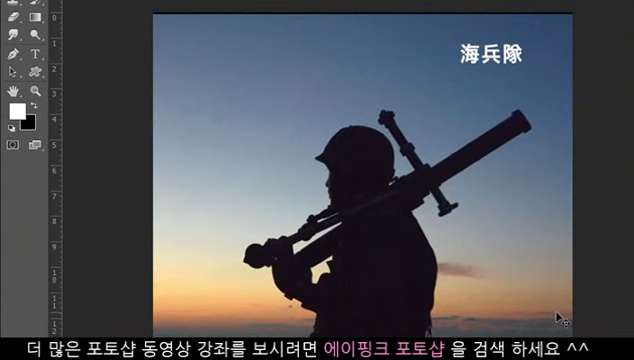 海兵隊
더 많은 포토샵 동영상 강좌를 보시려면 에이핑크 포토샵 을 검색 하세요 ^^